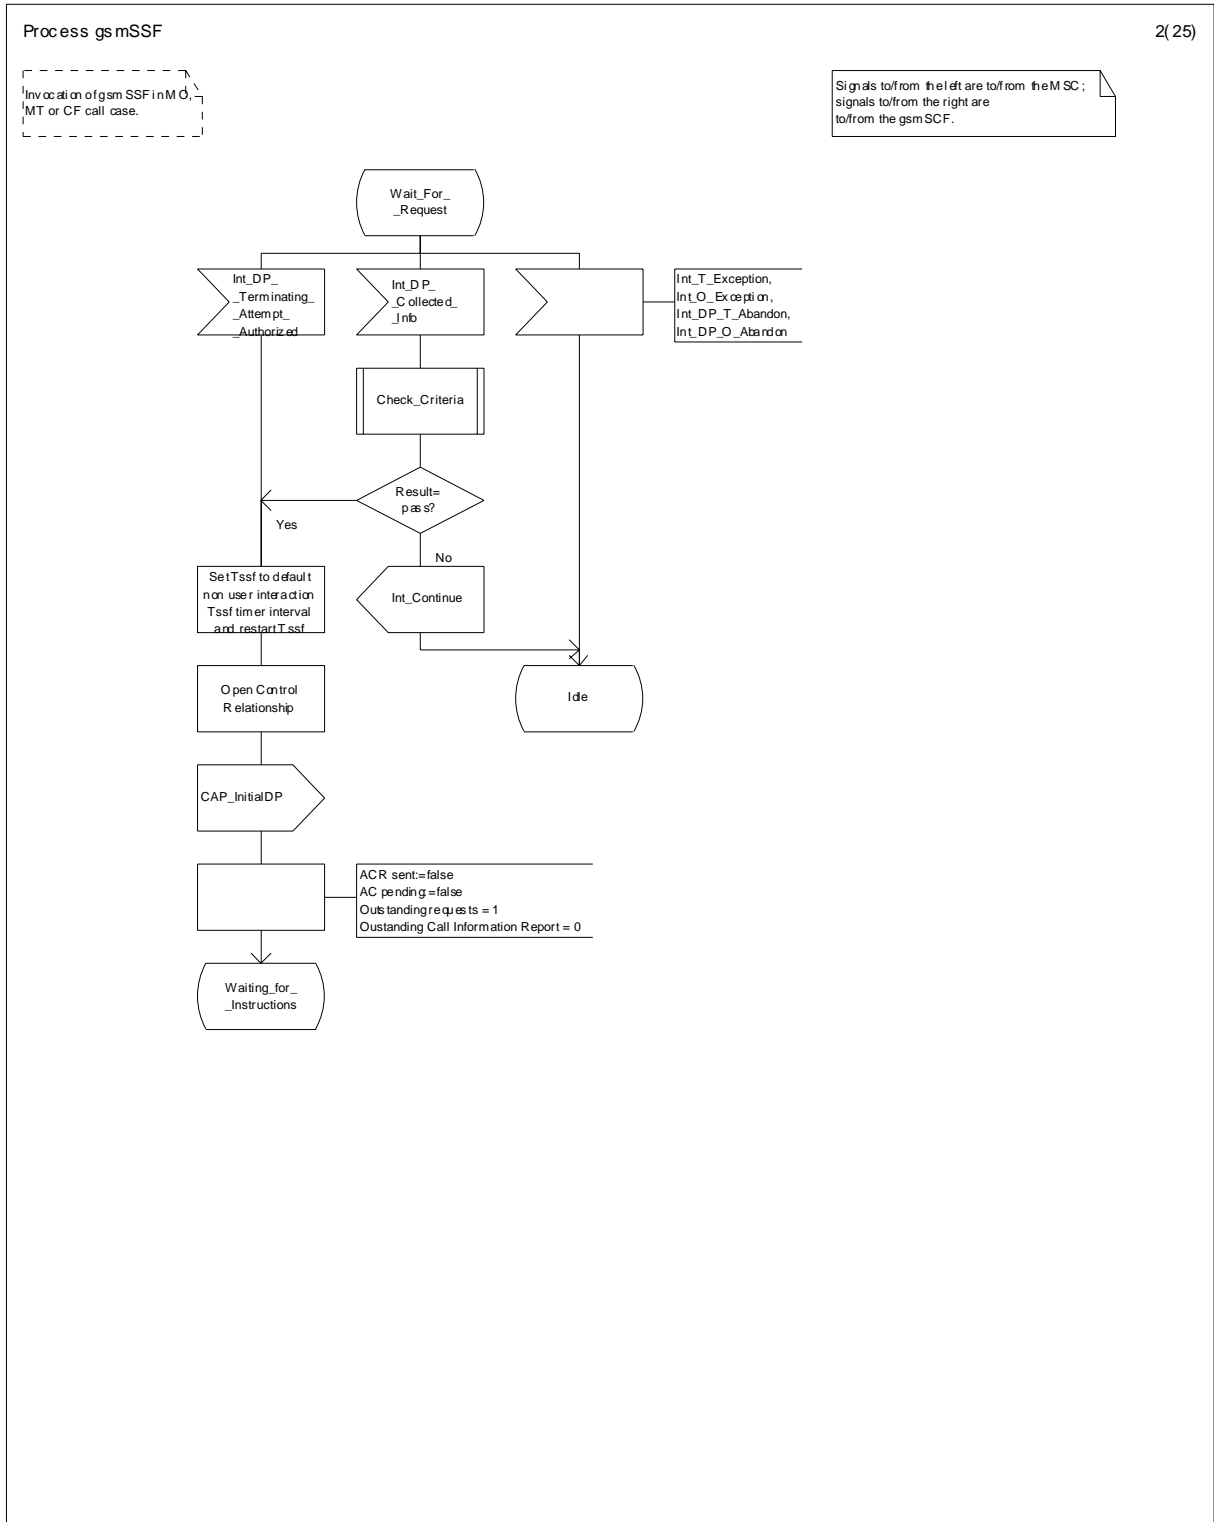 Process gsmSSF
2(25)
Invocation of gsm SSF in MO,
MT or CF call case.
Signals to/from the left are to/from the MSC;
signals to/from the right are
to/from the gsmSCF.
Wait_For_
_Request
Int_DP_
_Terminating_
_Attempt_
_Authorized
Int_DP_
_Collected_
_Info
Int_T_Exception,
Int_O_Exception,
Int_DP_T_Abandon,
Int_DP_O_Abandon
Check_Criteria
Result=
pass?
Yes
No
Set Tssf to default
non user interaction
Tssf timer interval
and restart Tssf
Int_Continue
Open Control
Relationship
Idle
CAP_InitialDP
ACR sent:=false
AC pending:=false
Outstanding requests = 1
Oustanding Call Information Report = 0
Waiting_for_
_Instructions